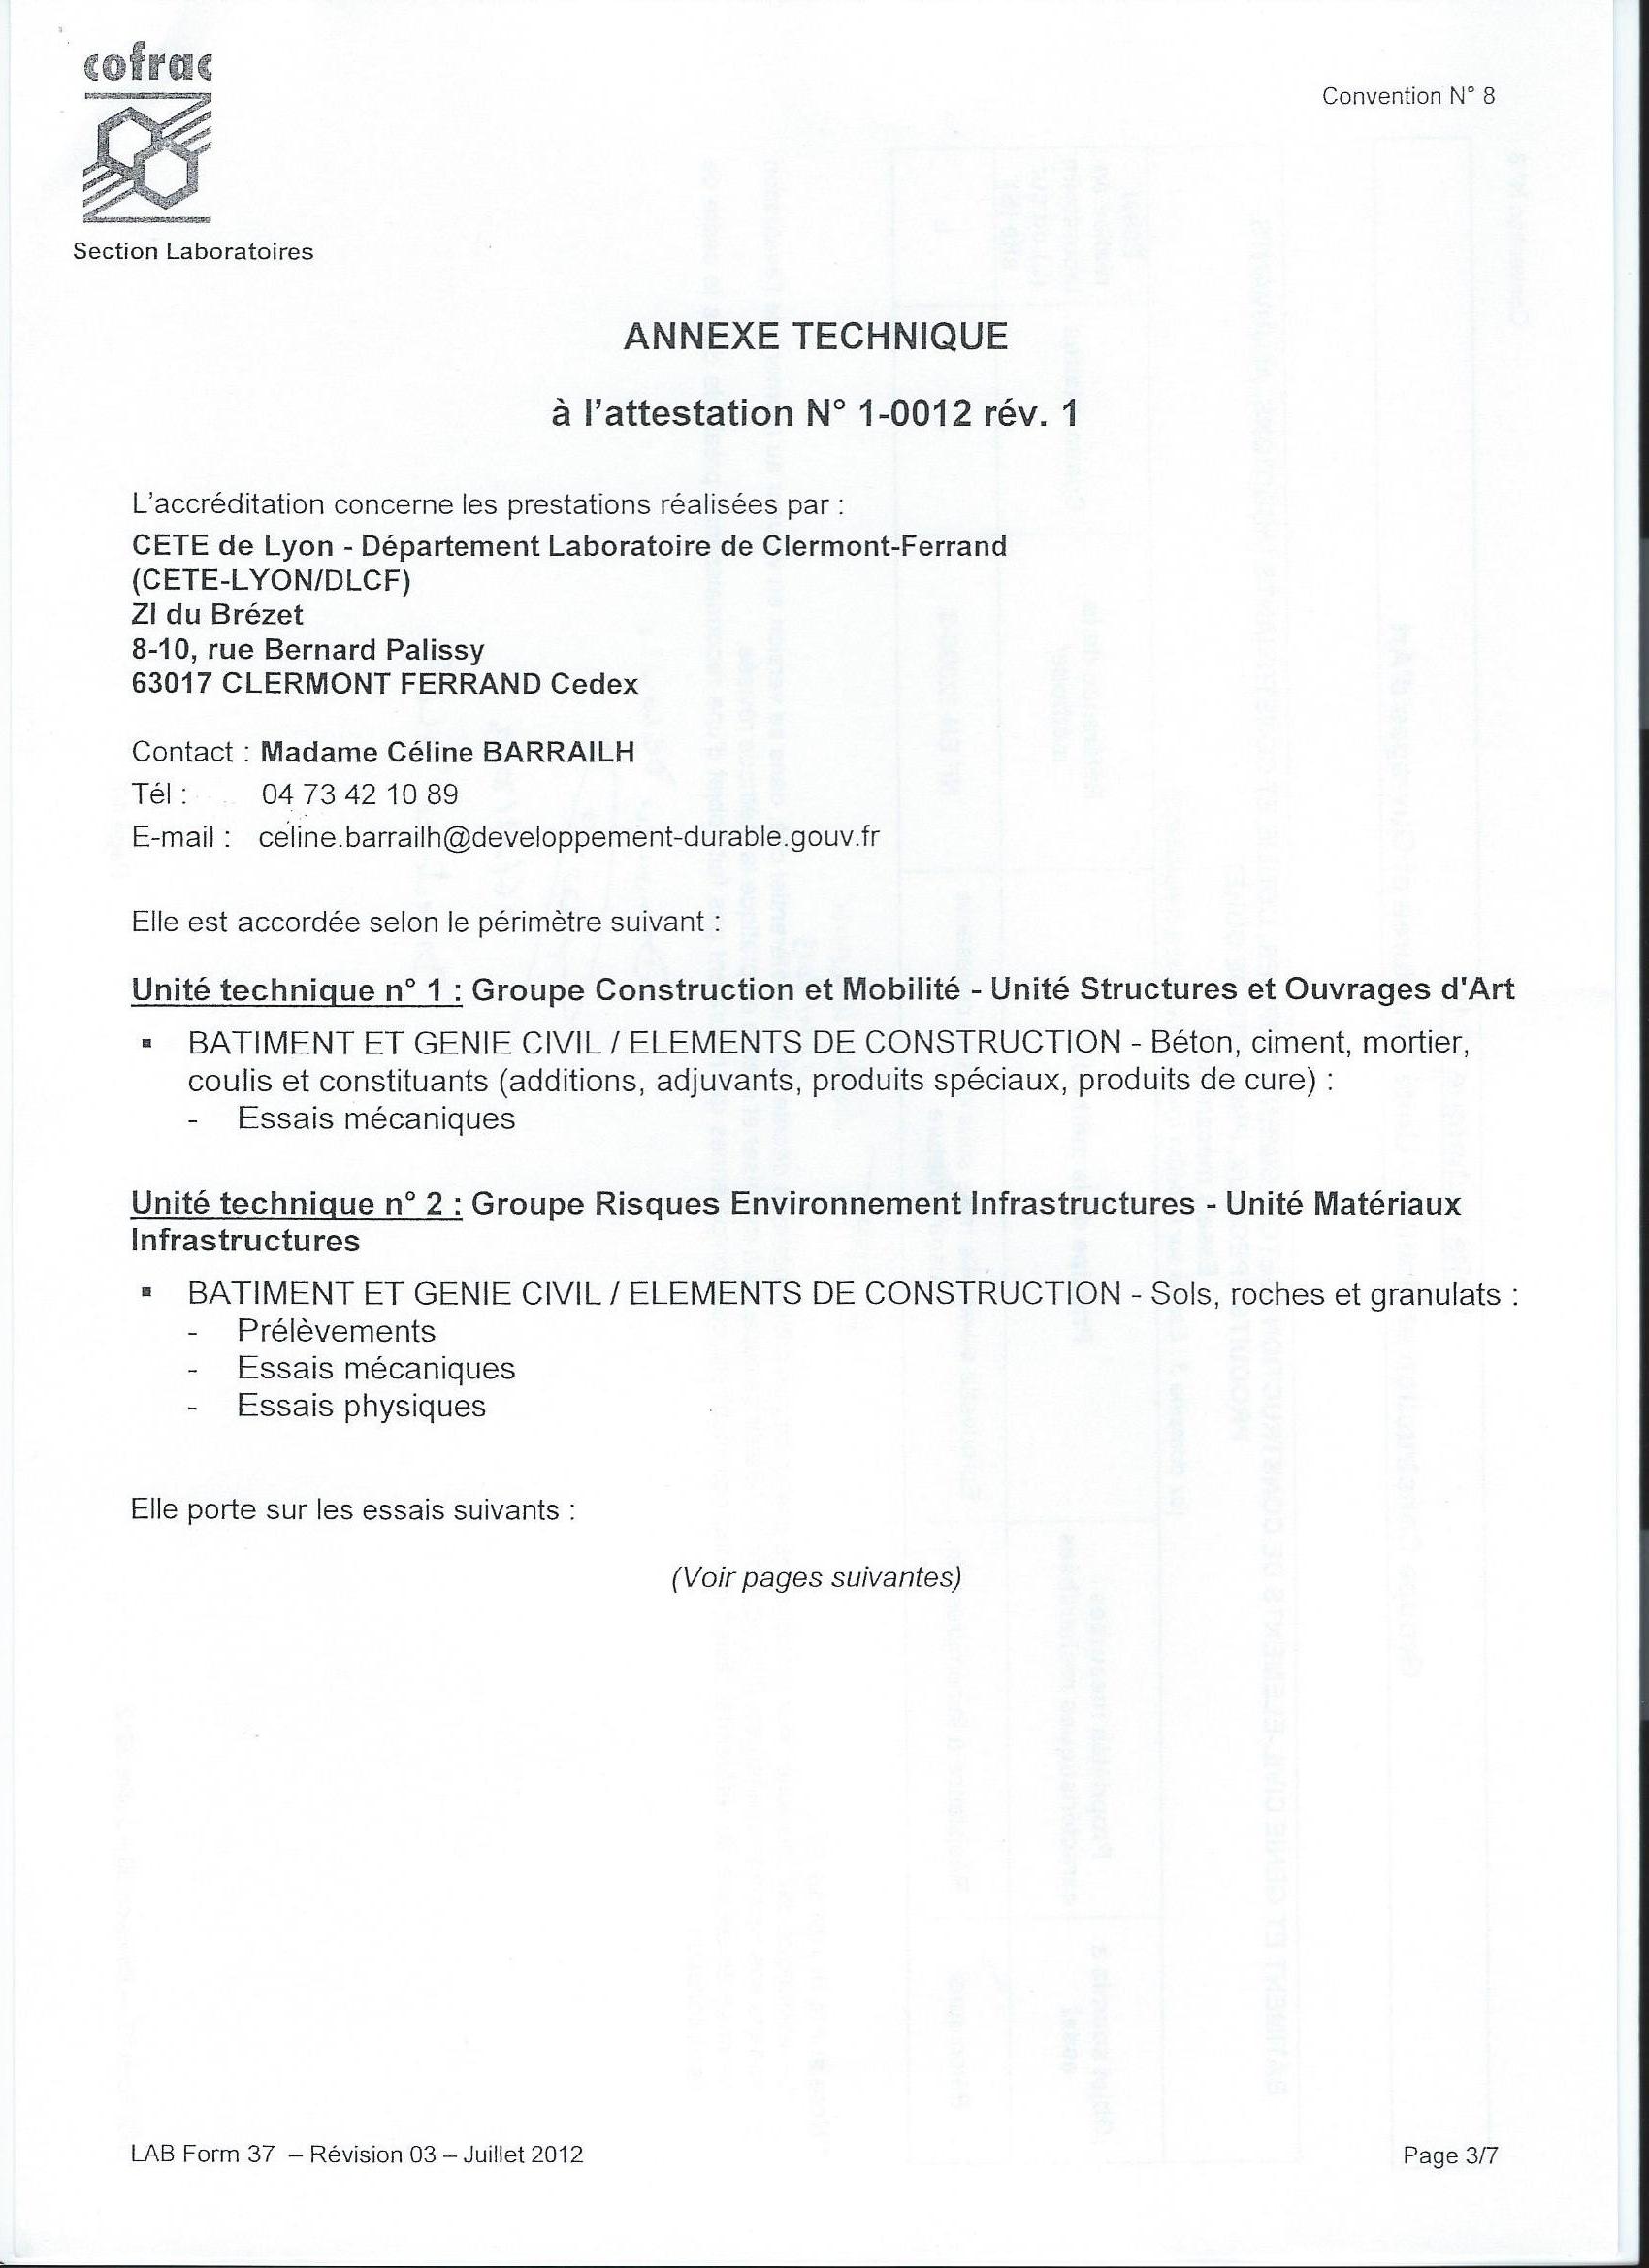 cofrac
Convention N° 8
Section Laboratoires
ANNEXE TECHNIQUE
à l'attestation N° 1-0012 rév. 1
L'accréditation concerne les prestations réalisées par :
CETE de Lyon - Département Laboratoire de Clermont-Ferrand
(CETE-LYON/DLCF)
ZI du Brézet
8-10, rue Bernard Palissy
63017 CLERMONT FERRAND Cedex
Contact : Madame Céline BARRAILH
Tél : 04 73 42 10 89
E-mail : celine.barrailh@developpement-durable.gouv.fr
Elle est accordée selon le périmètre suivant :
Unité technique n° 1 : Groupe Construction et Mobilité - Unité Structures et Ouvrages d'Art
▪ BATIMENT ET GENIE CIVIL / ELEMENTS DE CONSTRUCTION - Béton, ciment, mortier,
coulis et constituants (additions, adjuvants, produits spéciaux, produits de cure) :
- Essais mécaniques
Unité technique n° 2 : Groupe Risques Environnement Infrastructures - Unité Matériaux
Infrastructures
▪ BATIMENT ET GENIE CIVIL / ELEMENTS DE CONSTRUCTION - Sols, roches et granulats :
- Prélèvements
- Essais mécaniques
- Essais physiques
Elle porte sur les essais suivants :
(Voir pages suivantes)
LAB Form 37 – Révision 03 – Juillet 2012
Page 3/7